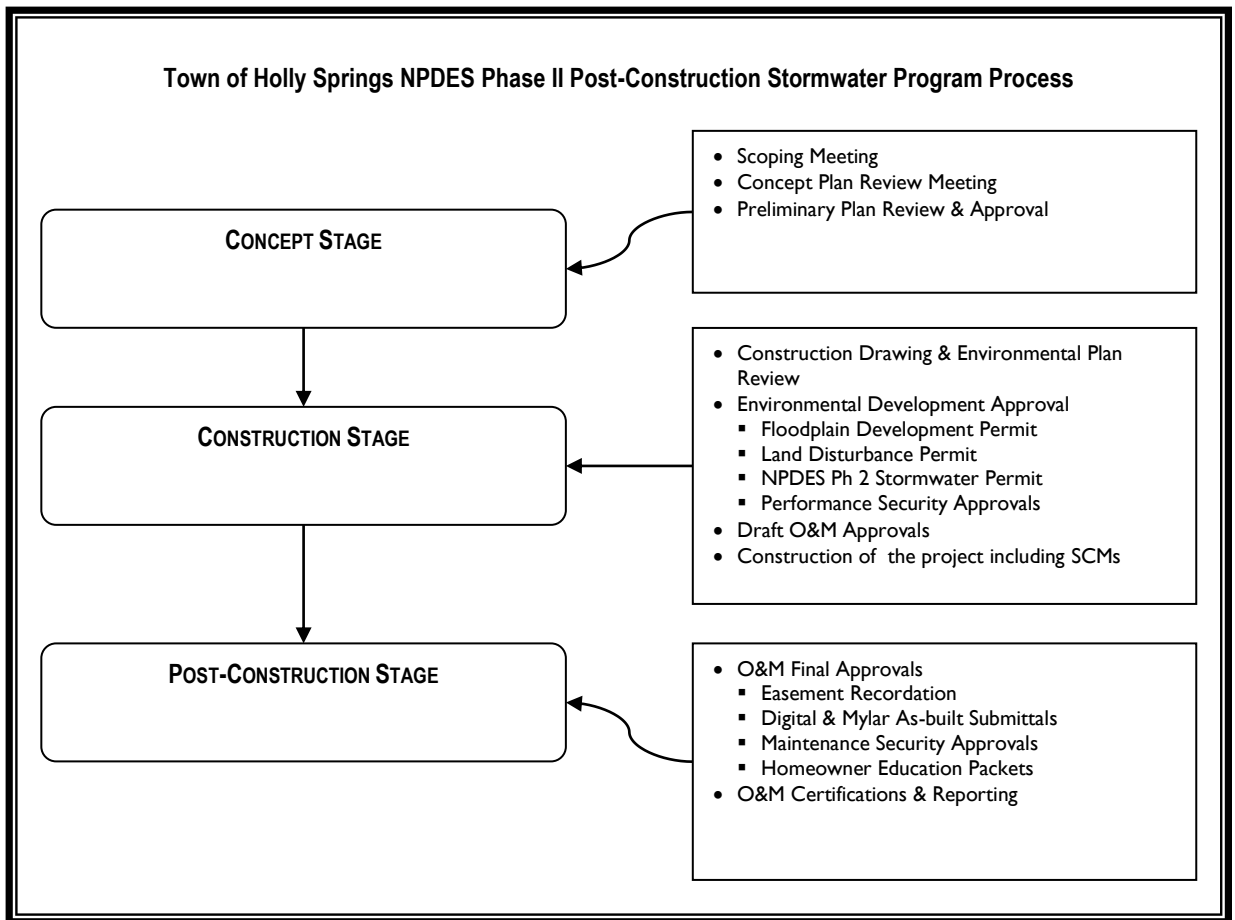 Town of Holly Springs NPDES Phase II Post-Construction Stormwater Program Process
• Scoping Meeting
• Concept Plan Review Meeting
• Preliminary Plan Review & Approval
CONCEPT STAGE
• Construction Drawing & Environmental Plan
Review
• Environmental Development Approval
▪ Floodplain Development Permit
▪ Land Disturbance Permit
▪ NPDES Ph 2 Stormwater Permit
▪ Performance Security Approvals
• Draft O&M Approvals
• Construction of the project including SCMs
CONSTRUCTION STAGE
• O&M Final Approvals
▪ Easement Recordation
▪ Digital & Mylar As-built Submittals
▪ Maintenance Security Approvals
▪ Homeowner Education Packets
• O&M Certifications & Reporting
POST-CONSTRUCTION STAGE